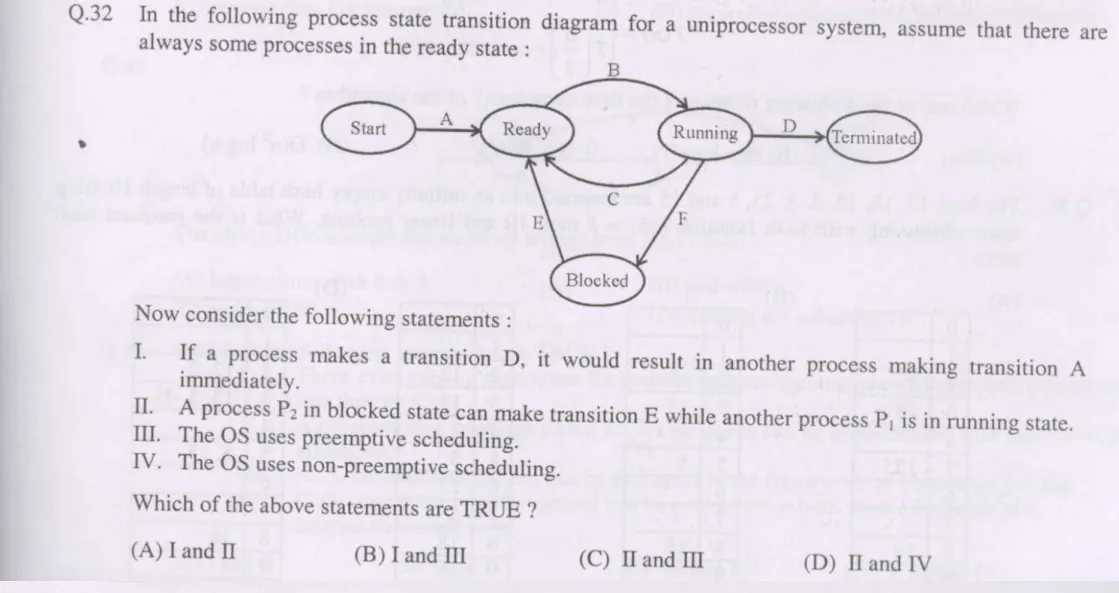 Q.32 In the following process state transition diagram for a uniprocessor system, assume that there are
always some processes in the ready state :
B
Start A Ready Running D Terminated
C
E F
Blocked
Now consider the following statements :
I. If a process makes a transition D, it would result in another process making transition A
immediately.
II. A process P₂ in blocked state can make transition E while another process P₁ is in running state.
III. The OS uses preemptive scheduling.
IV. The OS uses non-preemptive scheduling.
Which of the above statements are TRUE ?
(A) I and II (B) I and III (C) II and III (D) II and IV